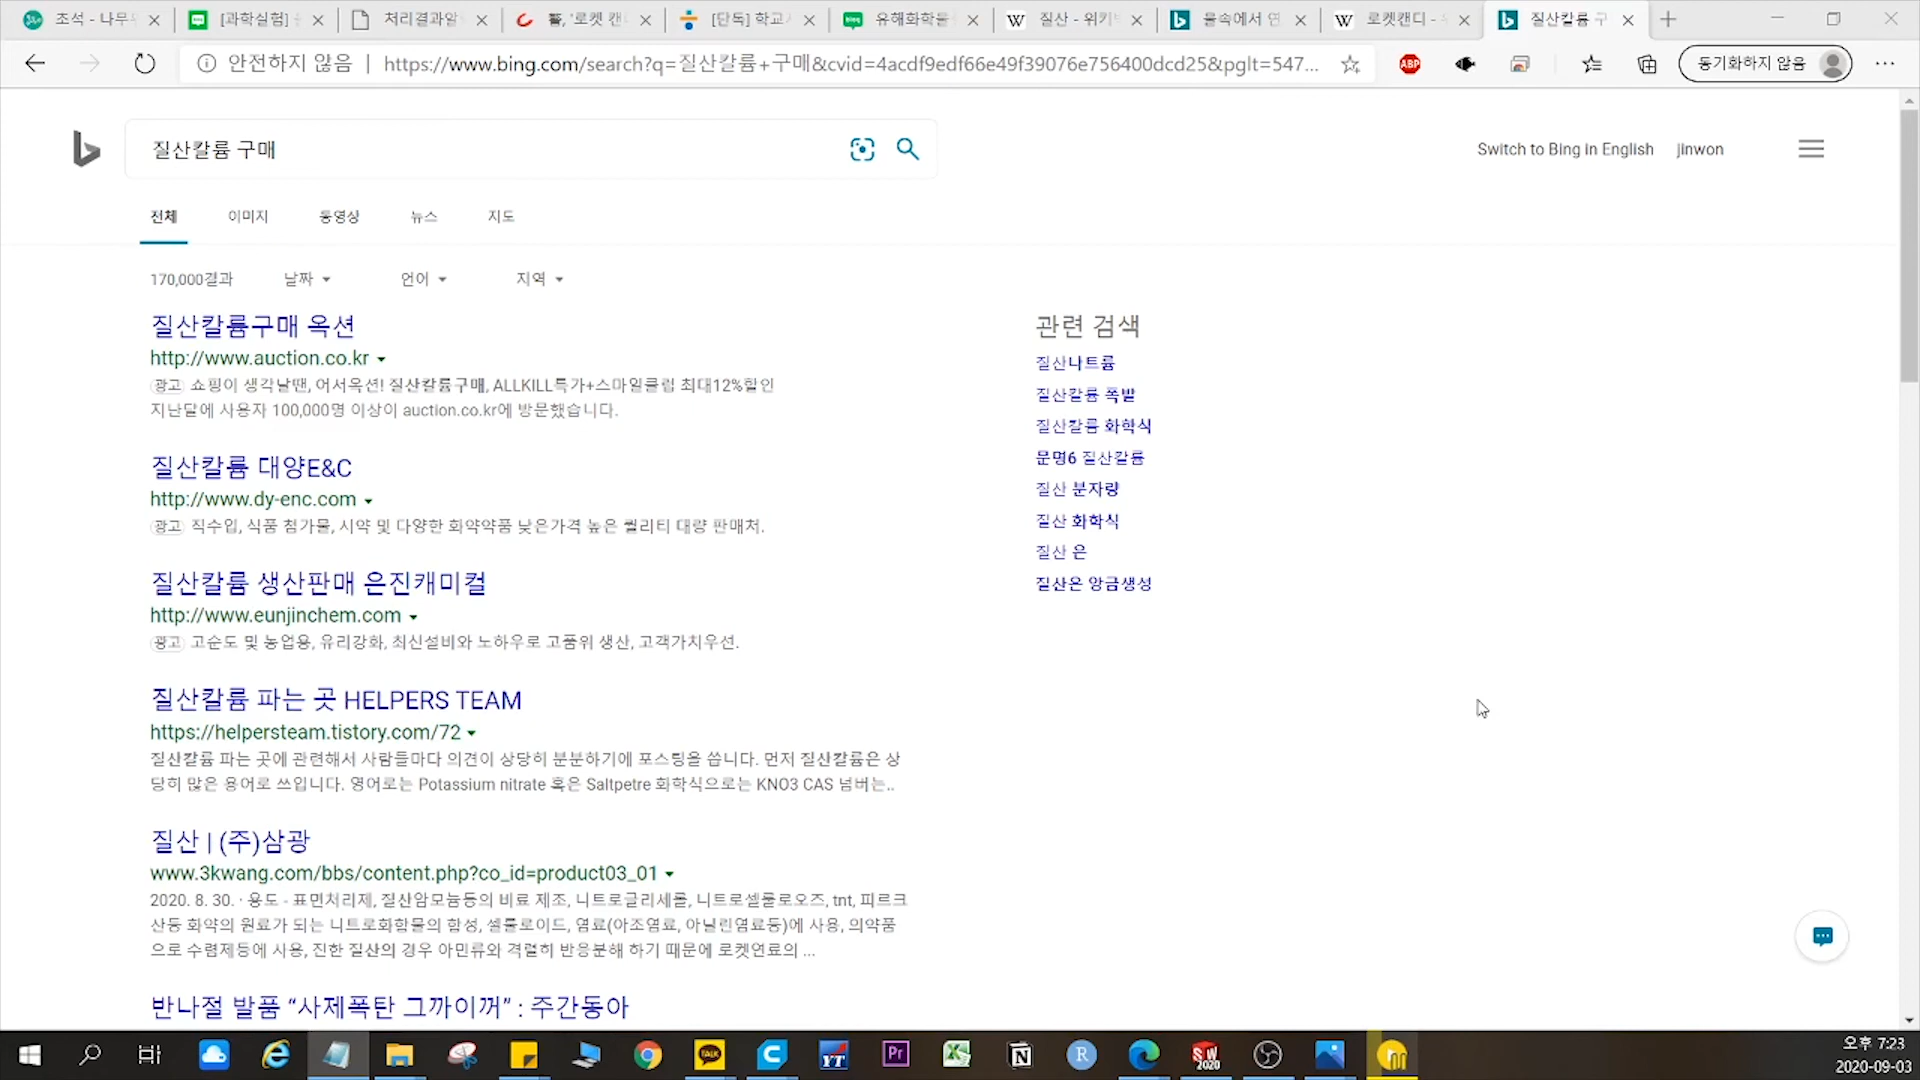 초석 - 나무
[과학실험]
처리결과알
헐, '로켓 캔
[단독] 학교
유해화학물
질산 - 위키
물속에서 연
로켓캔디 -
질산칼륨 구
안전하지 않음 | https://www.bing.com/search?q=질산칼륨+구매&cvid=4acdf9edf66e49f39076e756400dcd25&pglt=547...
ABP
동기화하지 않음
질산칼륨 구매
Switch to Bing in English
jinwon
전체 이미지 동영상 뉴스 지도
170,000결과 날짜 언어 지역
질산칼륨구매 옥션
http://www.auction.co.kr
광고 쇼핑이 생각날땐, 어서옥션! 질산칼륨구매, ALLKILL특가+스마일클럽 최대12%할인
지난달에 사용자 100,000명 이상이 auction.co.kr에 방문했습니다.
질산칼륨 대양E&C
http://www.dy-enc.com
광고 직수입, 식품 첨가물, 시약 및 다양한 화약약품 낮은가격 높은 퀄리티 대량 판매처.
질산칼륨 생산판매 은진캐미컬
http://www.eunjinchem.com
광고 고순도 및 농업용, 유리강화, 최신설비와 노하우로 고품위 생산, 고객가치우선.
질산칼륨 파는 곳 HELPERS TEAM
https://helpersteam.tistory.com/72
질산칼륨 파는 곳에 관련해서 사람들마다 의견이 상당히 분분하기에 포스팅을 씁니다. 먼저 질산칼륨은 상
당히 많은 용어로 쓰입니다. 영어로는 Potassium nitrate 혹은 Saltpetre 화학식으로는 KNO3 CAS 넘버는..
질산 | (주)삼광
www.3kwang.com/bbs/content.php?co_id=product03_01
2020. 8. 30. · 용도 - 표면처리제, 질산암모늄등의 비료 제조, 니트로글리세롤, 니트로셀룰로오즈, tnt, 피르크
산등 화약의 원료가 되는 니트로화합물의 합성, 셀룰로이드, 염료(아조염료, 아닐린염료등)에 사용, 의약품
으로 수렴제등에 사용, 진한 질산의 경우 아민류와 격렬히 반응분해 하기 때문에 로켓연료의 ...
반나절 발품 “사제폭탄 그까이꺼” : 주간동아
관련 검색
질산나트륨
질산칼륨 폭발
질산칼륨 화학식
문명6 질산칼륨
질산 분자량
질산 화학식
질산 은
질산은 앙금생성
TALK
YT
Pr
N
R
SW
2020
오후 7:23
2020-09-03